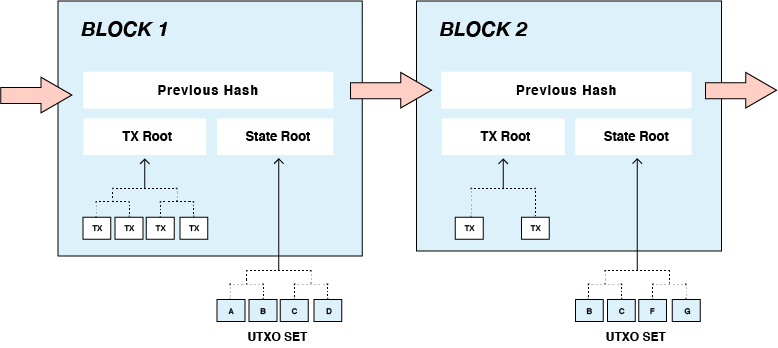 BLOCK 1
Previous Hash
TX Root
State Root
TX TX TX TX
A B C D
UTXO SET
BLOCK 2
Previous Hash
TX Root
State Root
TX TX
B C F G
UTXO SET